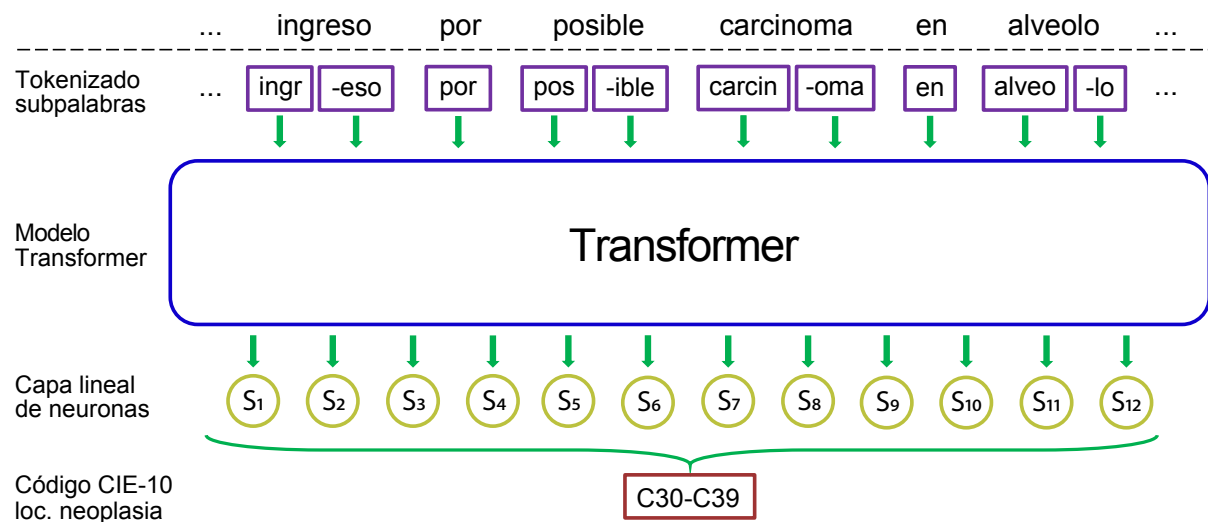 ... ingreso por posible carcinoma en alveolo ...
Tokenizado
subpalabras
... ingr -eso por pos -ible carcin -oma en alveo -lo ...
Modelo
Transformer
Transformer
Capa lineal
de neuronas
S1 S2 S3 S4 S5 S6 S7 S8 S9 S10 S11 S12
Código CIE-10
loc. neoplasia
C30-C39